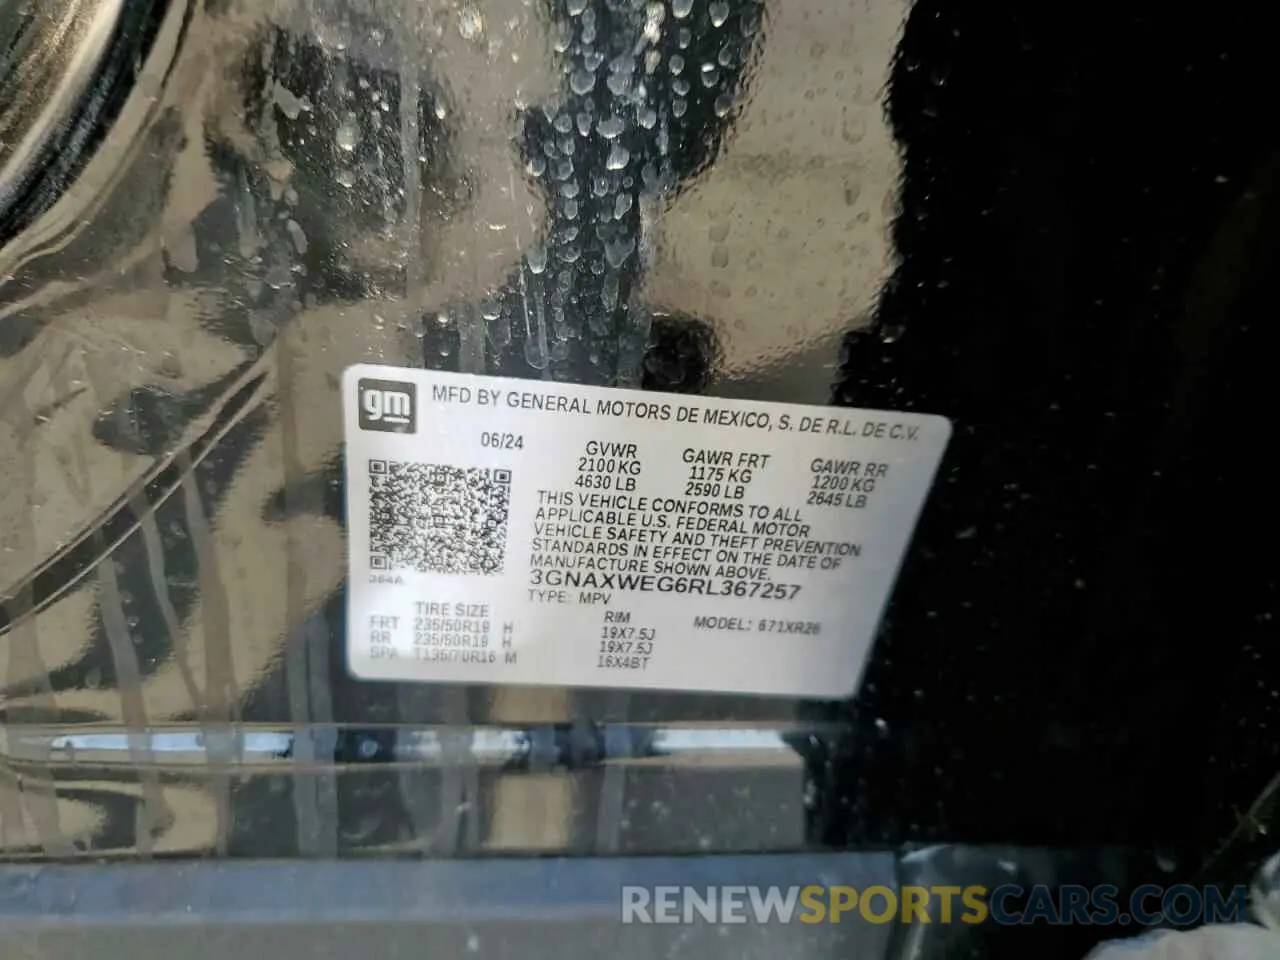 gm
MFD BY GENERAL MOTORS DE MEXICO, S. DE R.L. DE C.V.
06/24
GVWR
2100 KG
4630 LB
GAWR FRT
1175 KG
2590 LB
GAWR RR
1200 KG
2645 LB
THIS VEHICLE CONFORMS TO ALL
APPLICABLE U.S. FEDERAL MOTOR
VEHICLE SAFETY AND THEFT PREVENTION
STANDARDS IN EFFECT ON THE DATE OF
MANUFACTURE SHOWN ABOVE.
3GNAXWEG6RL367257
TYPE: MPV
384A
TIRE SIZE
FRT 235/50R19 H
RR 235/50R19 H
SPA T135/70R16 M
RIM
19X7.5J
19X7.5J
16X4BT
MODEL: 671XR26
RENEWSPORTSCARS.COM